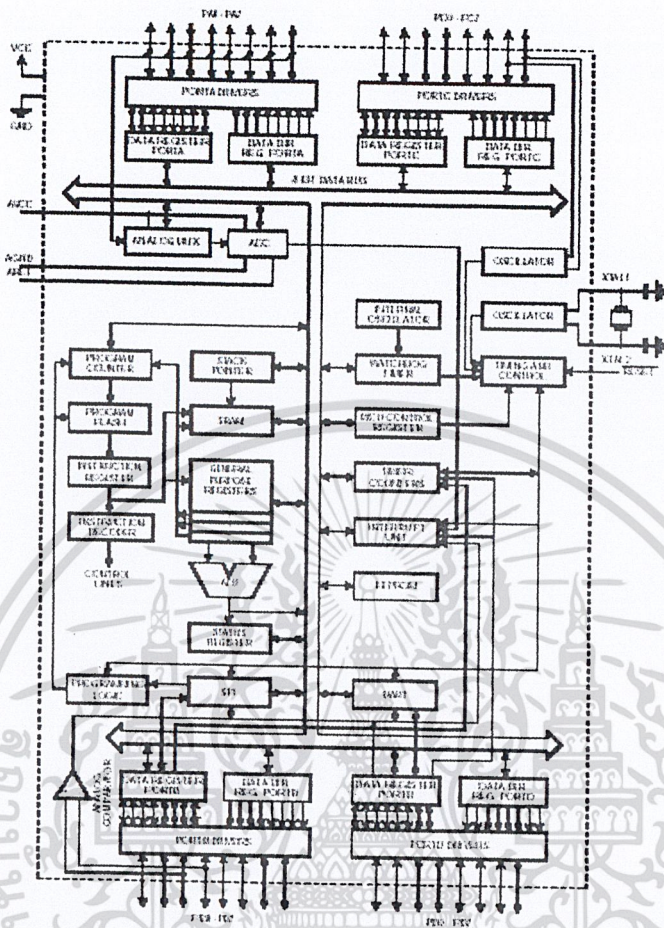 PA0 - PA7
PC0 - PC7
VCC
GND
PORTA DRIVERS
PORTC DRIVERS
DATA REGISTER
PORTA
DATA DIR
REG. PORTA
DATA REGISTER
PORTC
DATA DIR
REG. PORTC
8-BIT DATA BUS
AVCC
ANALOG MUX
ADC
AGND
AREF
OSCILLATOR
XTAL1
OSCILLATOR
XTAL2
RESET
INTERNAL
OSCILLATOR
PROGRAM
COUNTER
STACK
POINTER
WATCHDOG
TIMER
TIMING AND
CONTROL
PROGRAM
FLASH
SRAM
MCU CONTROL
REGISTER
INSTRUCTION
REGISTER
GENERAL
PURPOSE
REGISTERS
TIMER/
COUNTERS
INSTRUCTION
DECODER
INTERRUPT
UNIT
CONTROL
LINES
ALU
EEPROM
STATUS
REGISTER
PROGRAMMING
LOGIC
SPI
UART
ANALOG
COMPARATOR
DATA REGISTER
PORTB
DATA DIR
REG. PORTB
DATA REGISTER
PORTD
DATA DIR
REG. PORTD
PORTB DRIVERS
PORTD DRIVERS
PB0 - PB7
PD0 - PD7